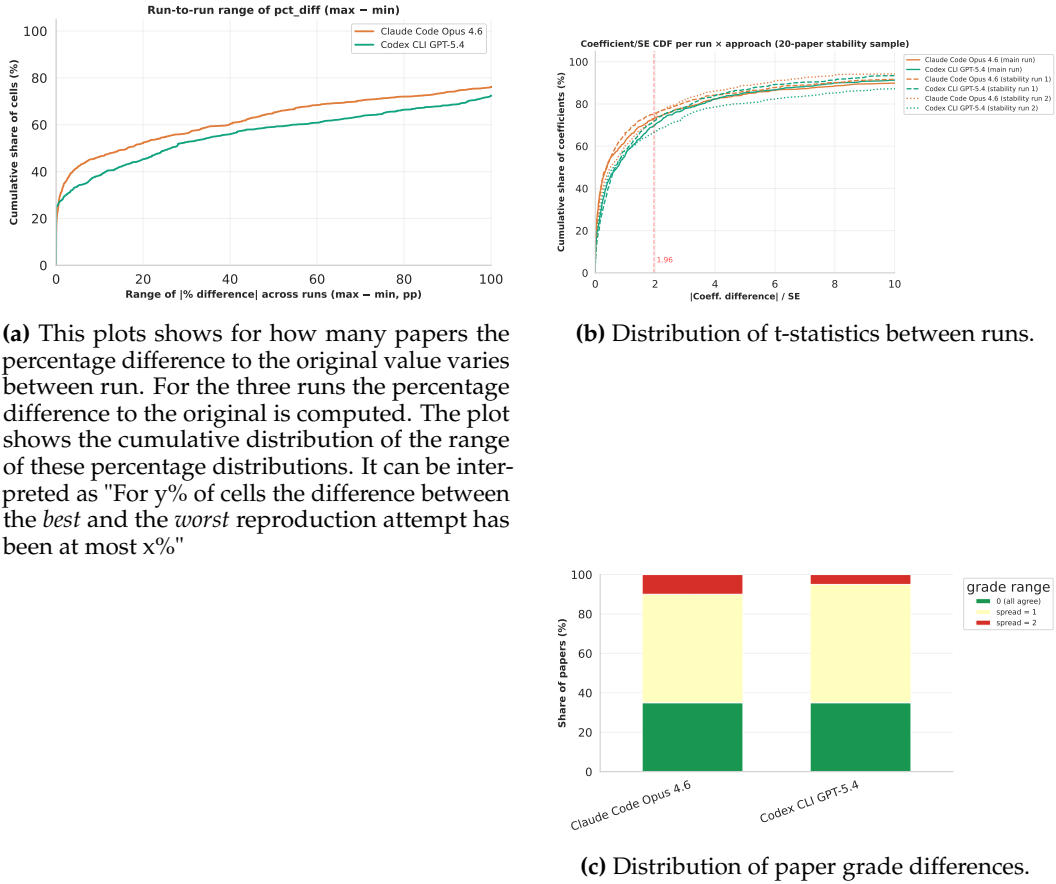 Run-to-run range of pct_diff (max − min)
Claude Code Opus 4.6
Codex CLI GPT-5.4
Cumulative share of cells (%)
100
80
60
40
20
0
0 20 40 60 80 100
Range of |% difference| across runs (max − min, pp)
(a) This plots shows for how many papers the
percentage difference to the original value varies
between run. For the three runs the percentage
difference to the original is computed. The plot
shows the cumulative distribution of the range
of these percentage distributions. It can be inter-
preted as "For y% of cells the difference between
the best and the worst reproduction attempt has
been at most x%"
Coefficient/SE CDF per run × approach (20-paper stability sample)
Claude Code Opus 4.6 (main run)
Codex CLI GPT-5.4 (main run)
Claude Code Opus 4.6 (stability run 1)
Codex CLI GPT-5.4 (stability run 1)
Claude Code Opus 4.6 (stability run 2)
Codex CLI GPT-5.4 (stability run 2)
Cumulative share of coefficients (%)
100
80
60
40
20
0
1.96
0 2 4 6 8 10
|Coeff. difference| / SE
(b) Distribution of t-statistics between runs.
Share of papers (%)
100
80
60
40
20
0
grade range
0 (all agree)
spread = 1
spread = 2
Claude Code Opus 4.6
Codex CLI GPT-5.4
(c) Distribution of paper grade differences.